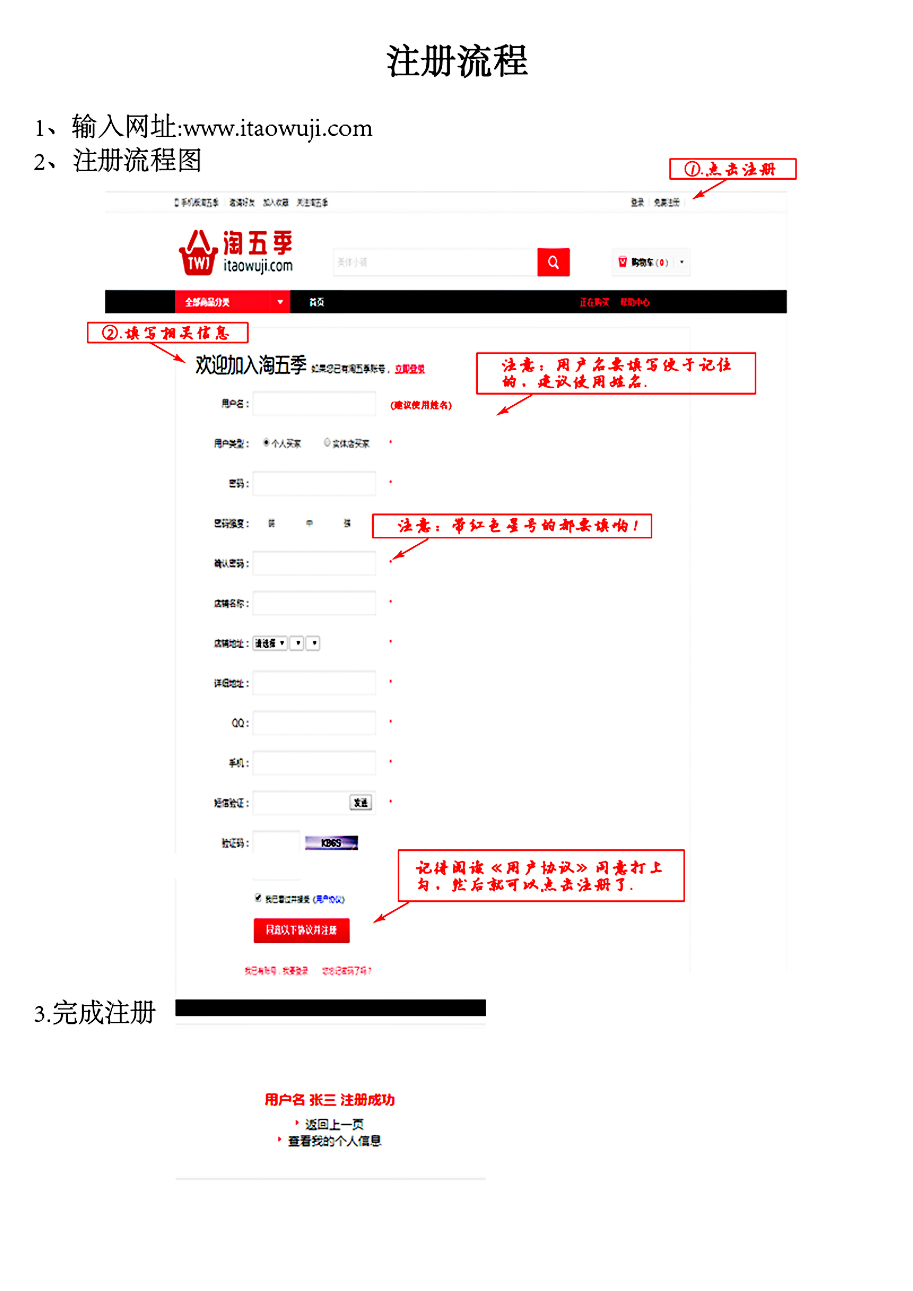 注册流程
1、输入网址:www.itaowuji.com
2、注册流程图
①.点击注册
手机版淘五季 邀请好友 加入收藏 关注淘五季 登录 免费注册
淘五季
itaowuji.com
TWJ
英伦小镇
购物车(0)
全部商品分类 首页 正在购买 帮助中心
②.填写相关信息
欢迎加入淘五季 如果您已有淘五季账号，立即登录
注意：用户名要填写便于记住
的，建议使用姓名.
用户名： (建议使用姓名)
用户类型： 个人买家 实体店买家 *
密码： *
密码强度： 弱 中 强
注意：带红色星号的都要填哟！
确认密码： *
店铺名称： *
店铺地址： 请选择 *
详细地址： *
QQ： *
手机： *
短信验证： 发送 *
验证码： KB6S
记得阅读《用户协议》同意打上
勾，然后就可以点击注册了.
我已看过并接受《用户协议》
同意以下协议并注册
我已有账号，我要登录 您忘记密码了吗？
3.完成注册
用户名 张三 注册成功
返回上一页
查看我的个人信息